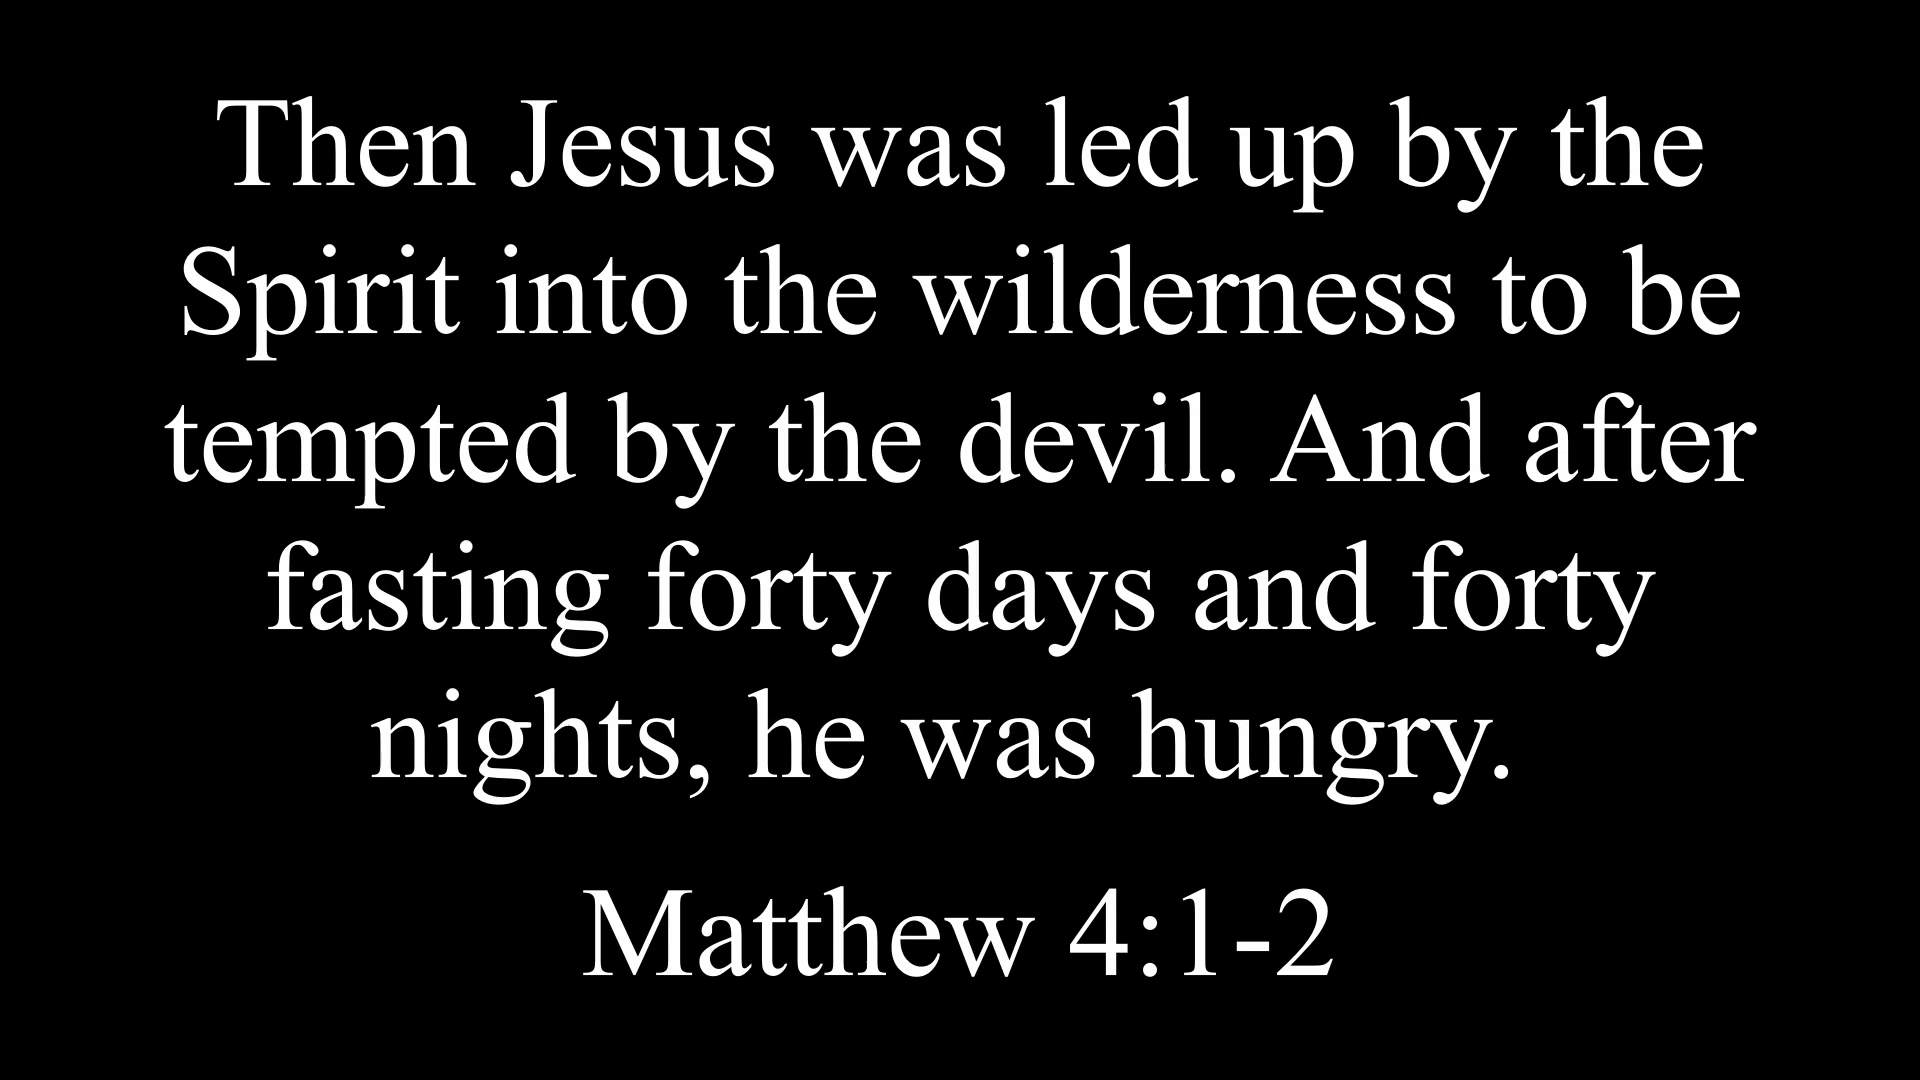 Then Jesus was led up by the
Spirit into the wilderness to be
tempted by the devil. And after
fasting forty days and forty
nights, he was hungry.
Matthew 4:1-2